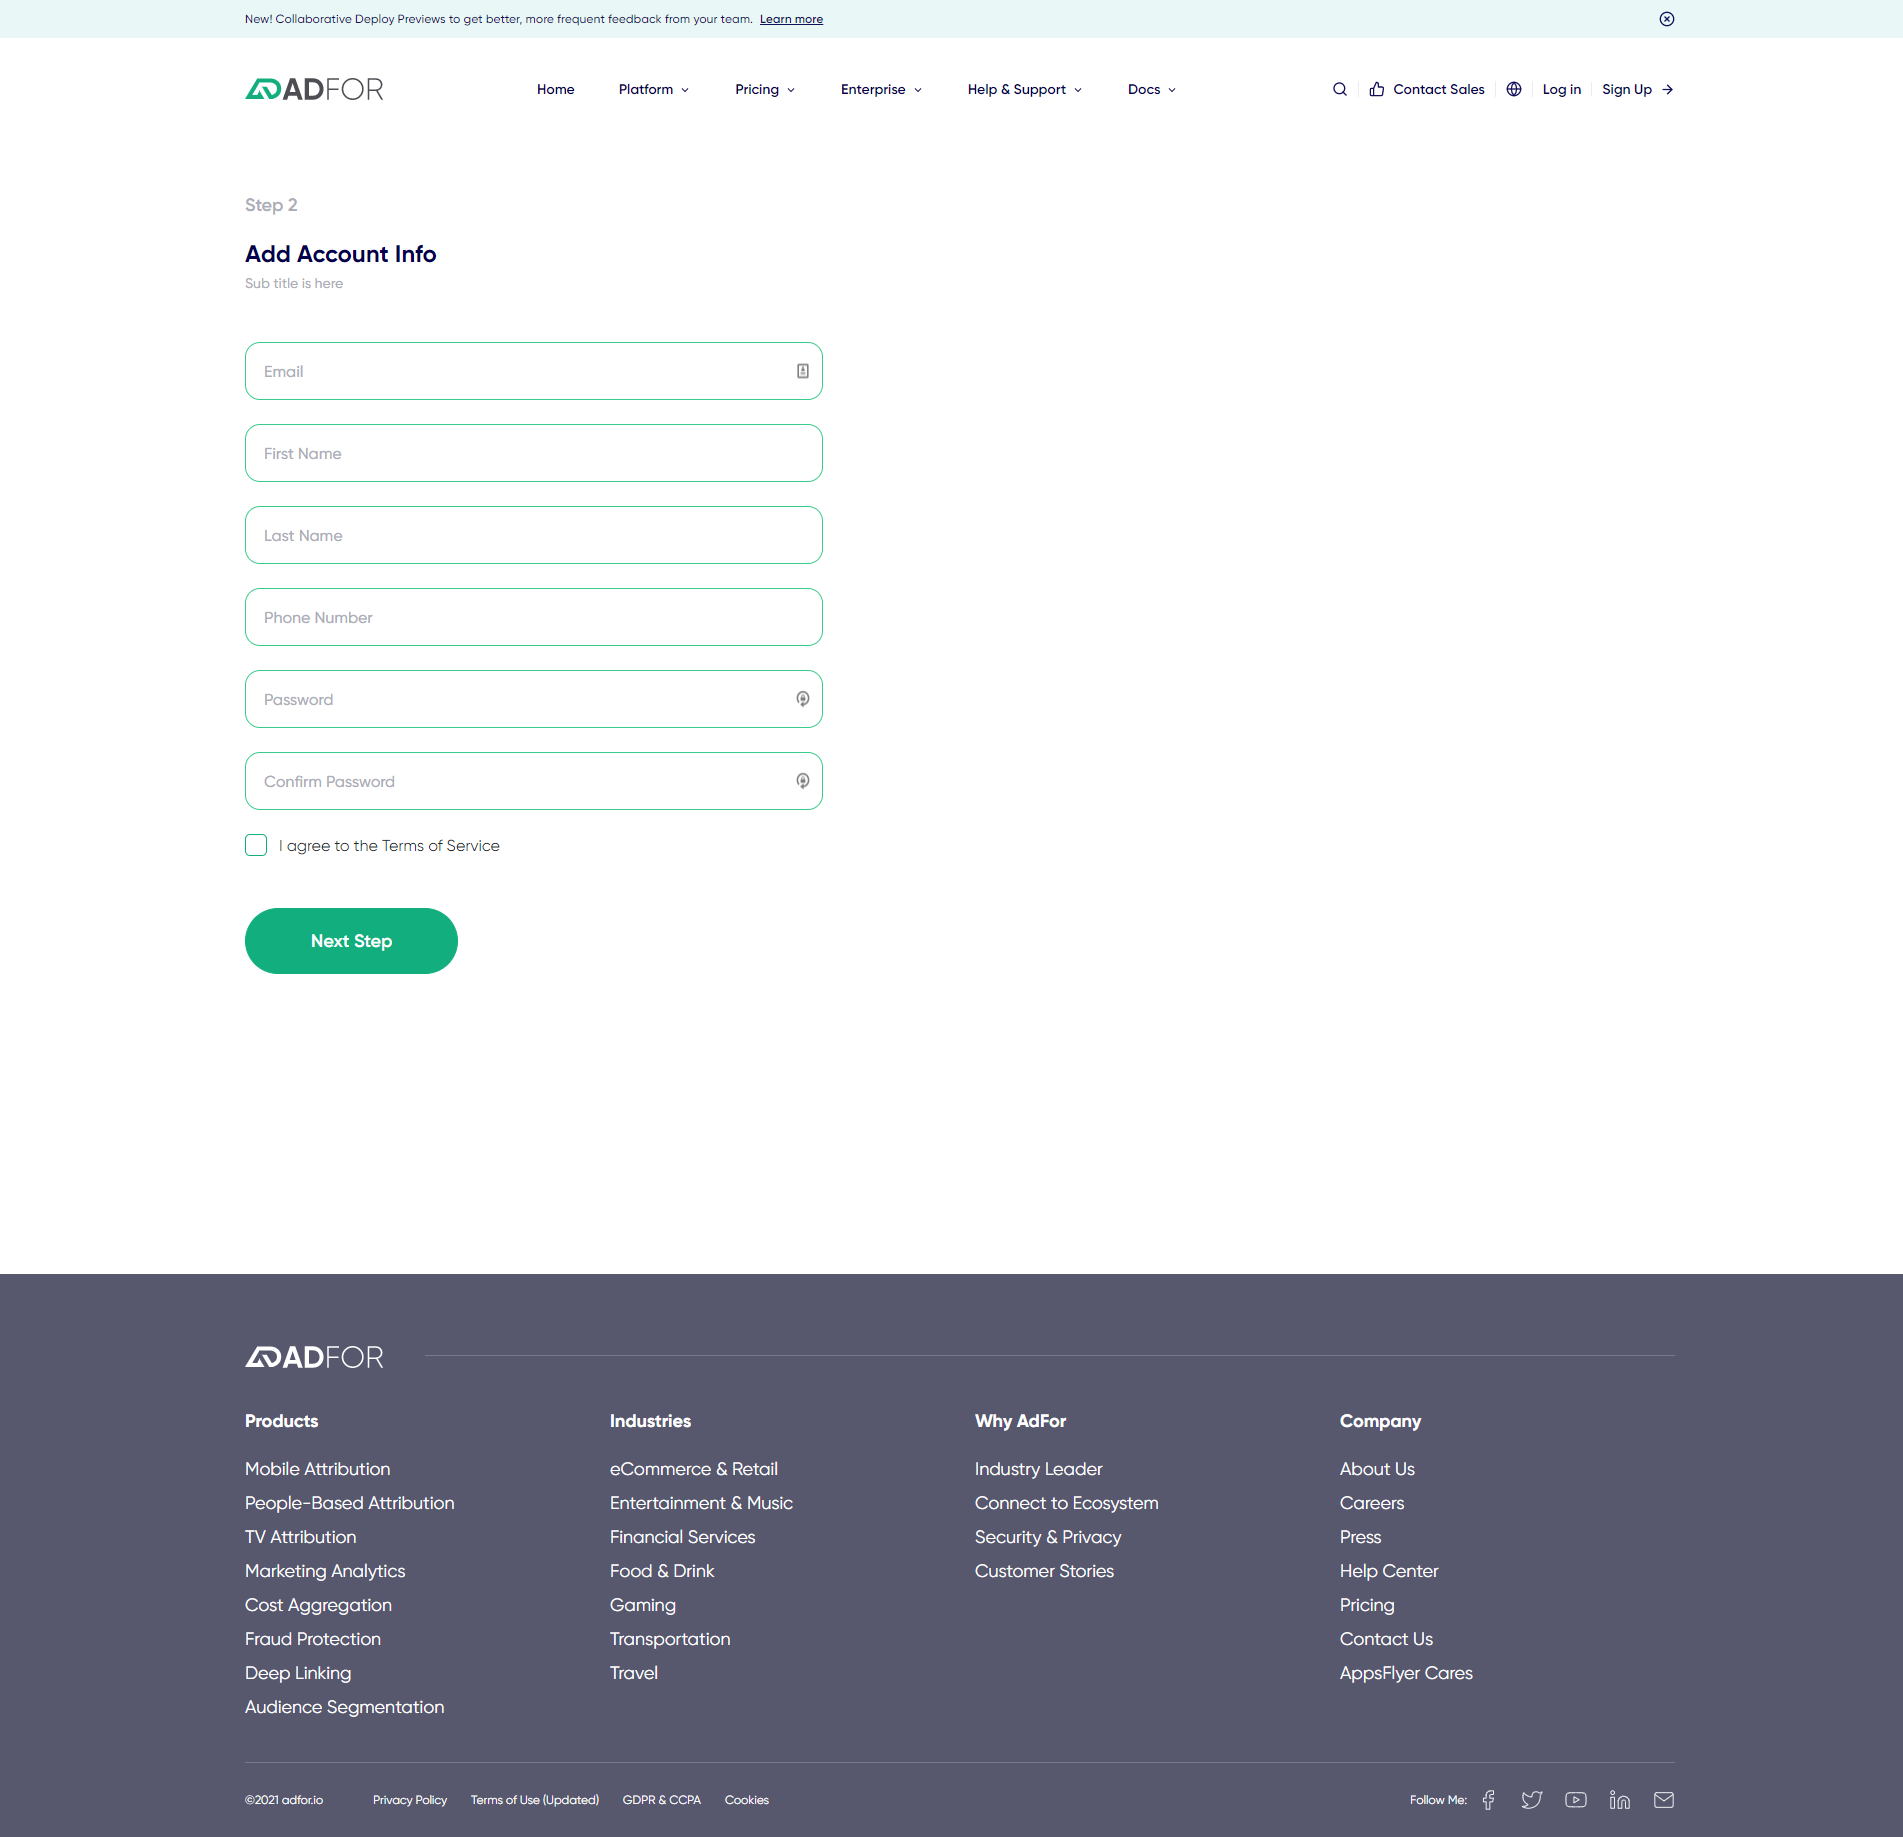 New! Collaborative Deploy Previews to get better, more frequent feedback from your team. Learn more
ADFOR
Home Platform Pricing Enterprise Help & Support Docs Contact Sales Log in Sign Up
Step 2
Add Account Info
Sub title is here
Email
First Name
Last Name
Phone Number
Password
Confirm Password
I agree to the Terms of Service
Next Step
ADFOR
Products
Mobile Attribution
People-Based Attribution
TV Attribution
Marketing Analytics
Cost Aggregation
Fraud Protection
Deep Linking
Audience Segmentation
Industries
eCommerce & Retail
Entertainment & Music
Financial Services
Food & Drink
Gaming
Transportation
Travel
Why AdFor
Industry Leader
Connect to Ecosystem
Security & Privacy
Customer Stories
Company
About Us
Careers
Press
Help Center
Pricing
Contact Us
AppsFlyer Cares
©2021 adfor.io Privacy Policy Terms of Use (Updated) GDPR & CCPA Cookies Follow Me: